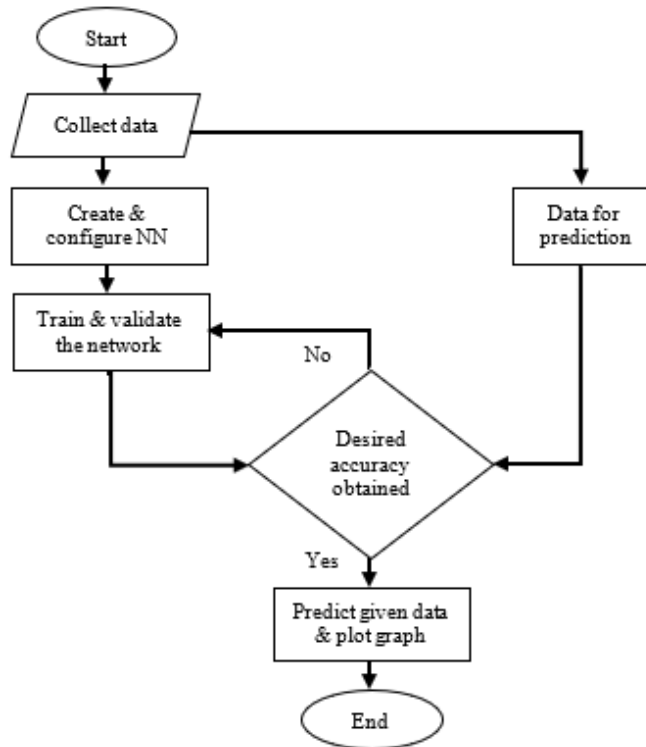 Start
Collect data
Create &
configure NN
Data for
prediction
Train & validate
the network
No
Desired
accuracy
obtained
Yes
Predict given data
& plot graph
End